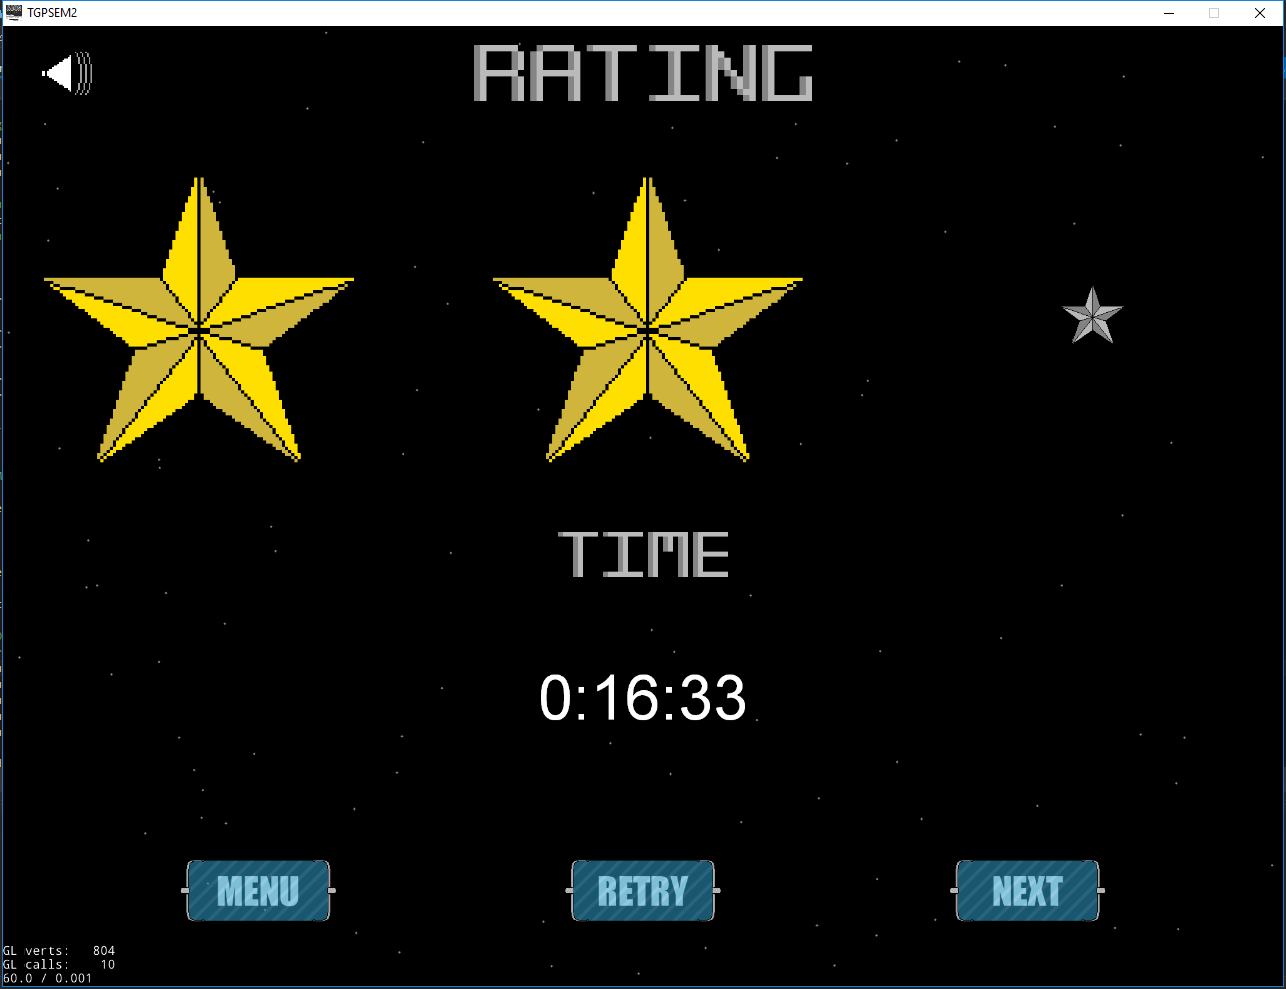 TGPSEM2
RATING
TIME
0:16:33
MENU
RETRY
NEXT
GL verts: 804
GL calls: 10
60.0 / 0.001